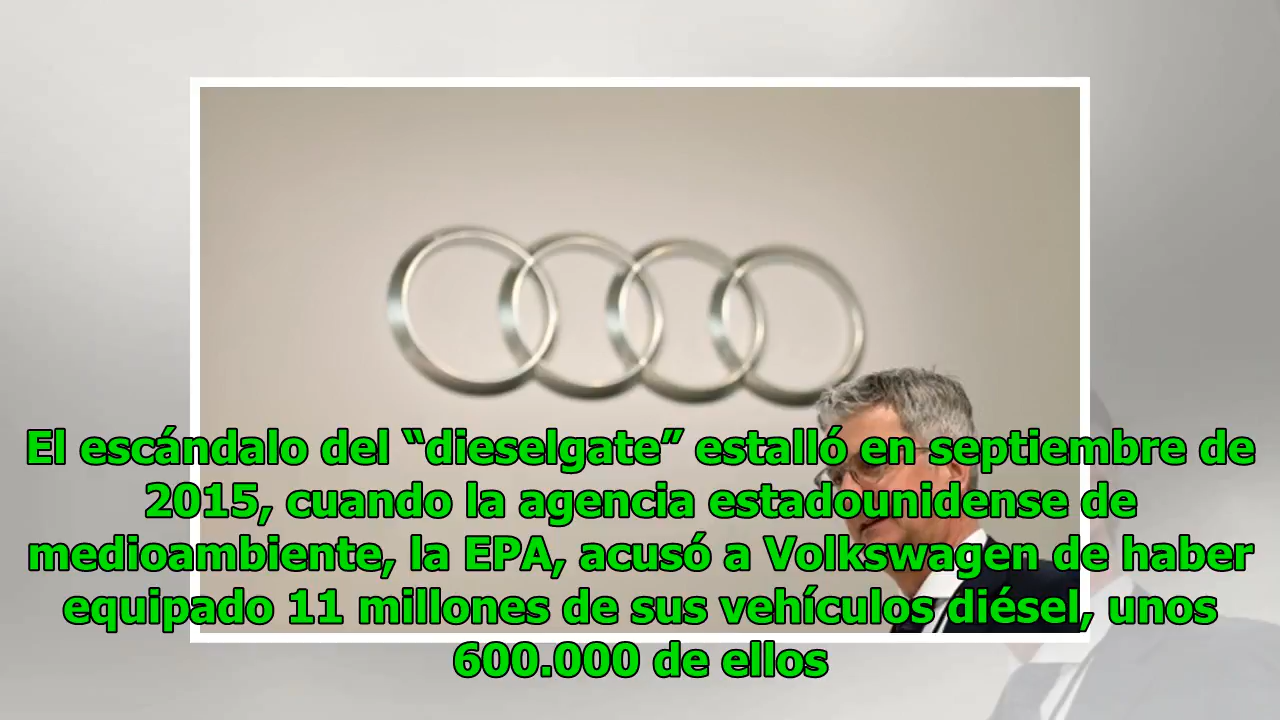 El escándalo del “dieselgate” estalló en septiembre de
2015, cuando la agencia estadounidense de
medioambiente, la EPA, acusó a Volkswagen de haber
equipado 11 millones de sus vehículos diésel, unos
600.000 de ellos